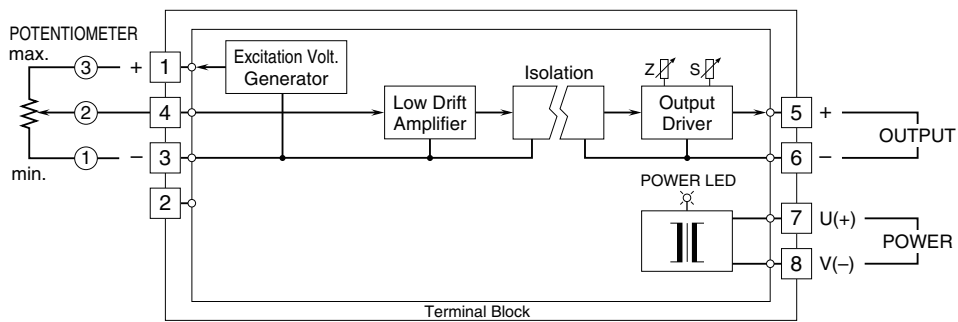 POTENTIOMETER
max.
3 + 1
Excitation Volt.
Generator
Isolation
Z S
2 4
Low Drift
Amplifier
Output
Driver
5 +
OUTPUT
1 – 3
min.
6 –
2
POWER LED
7 U(+)
POWER
8 V(–)
Terminal Block